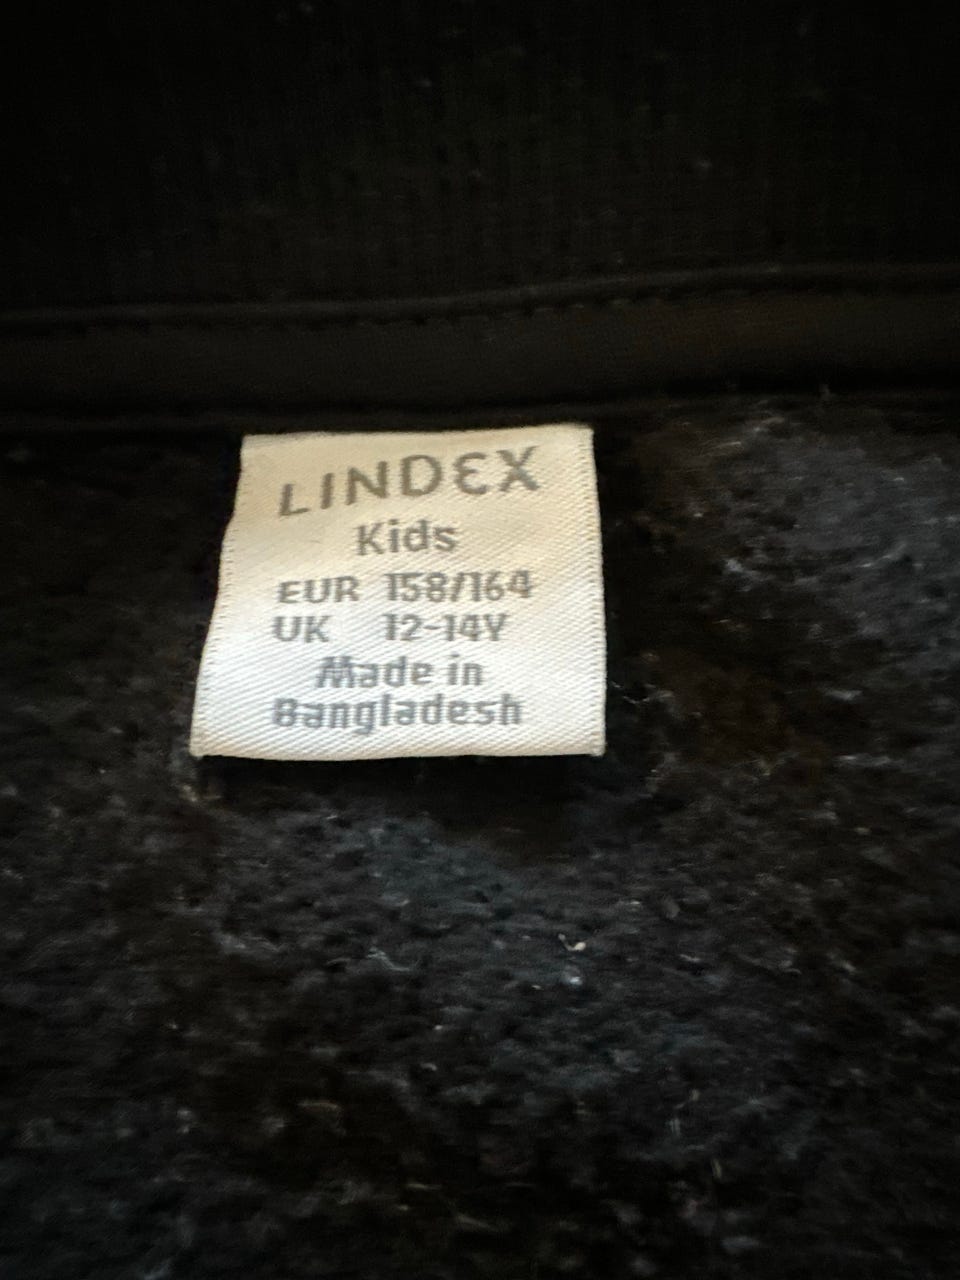 LINDEX
Kids
EUR 158/164
UK 12-14Y
Made in
Bangladesh